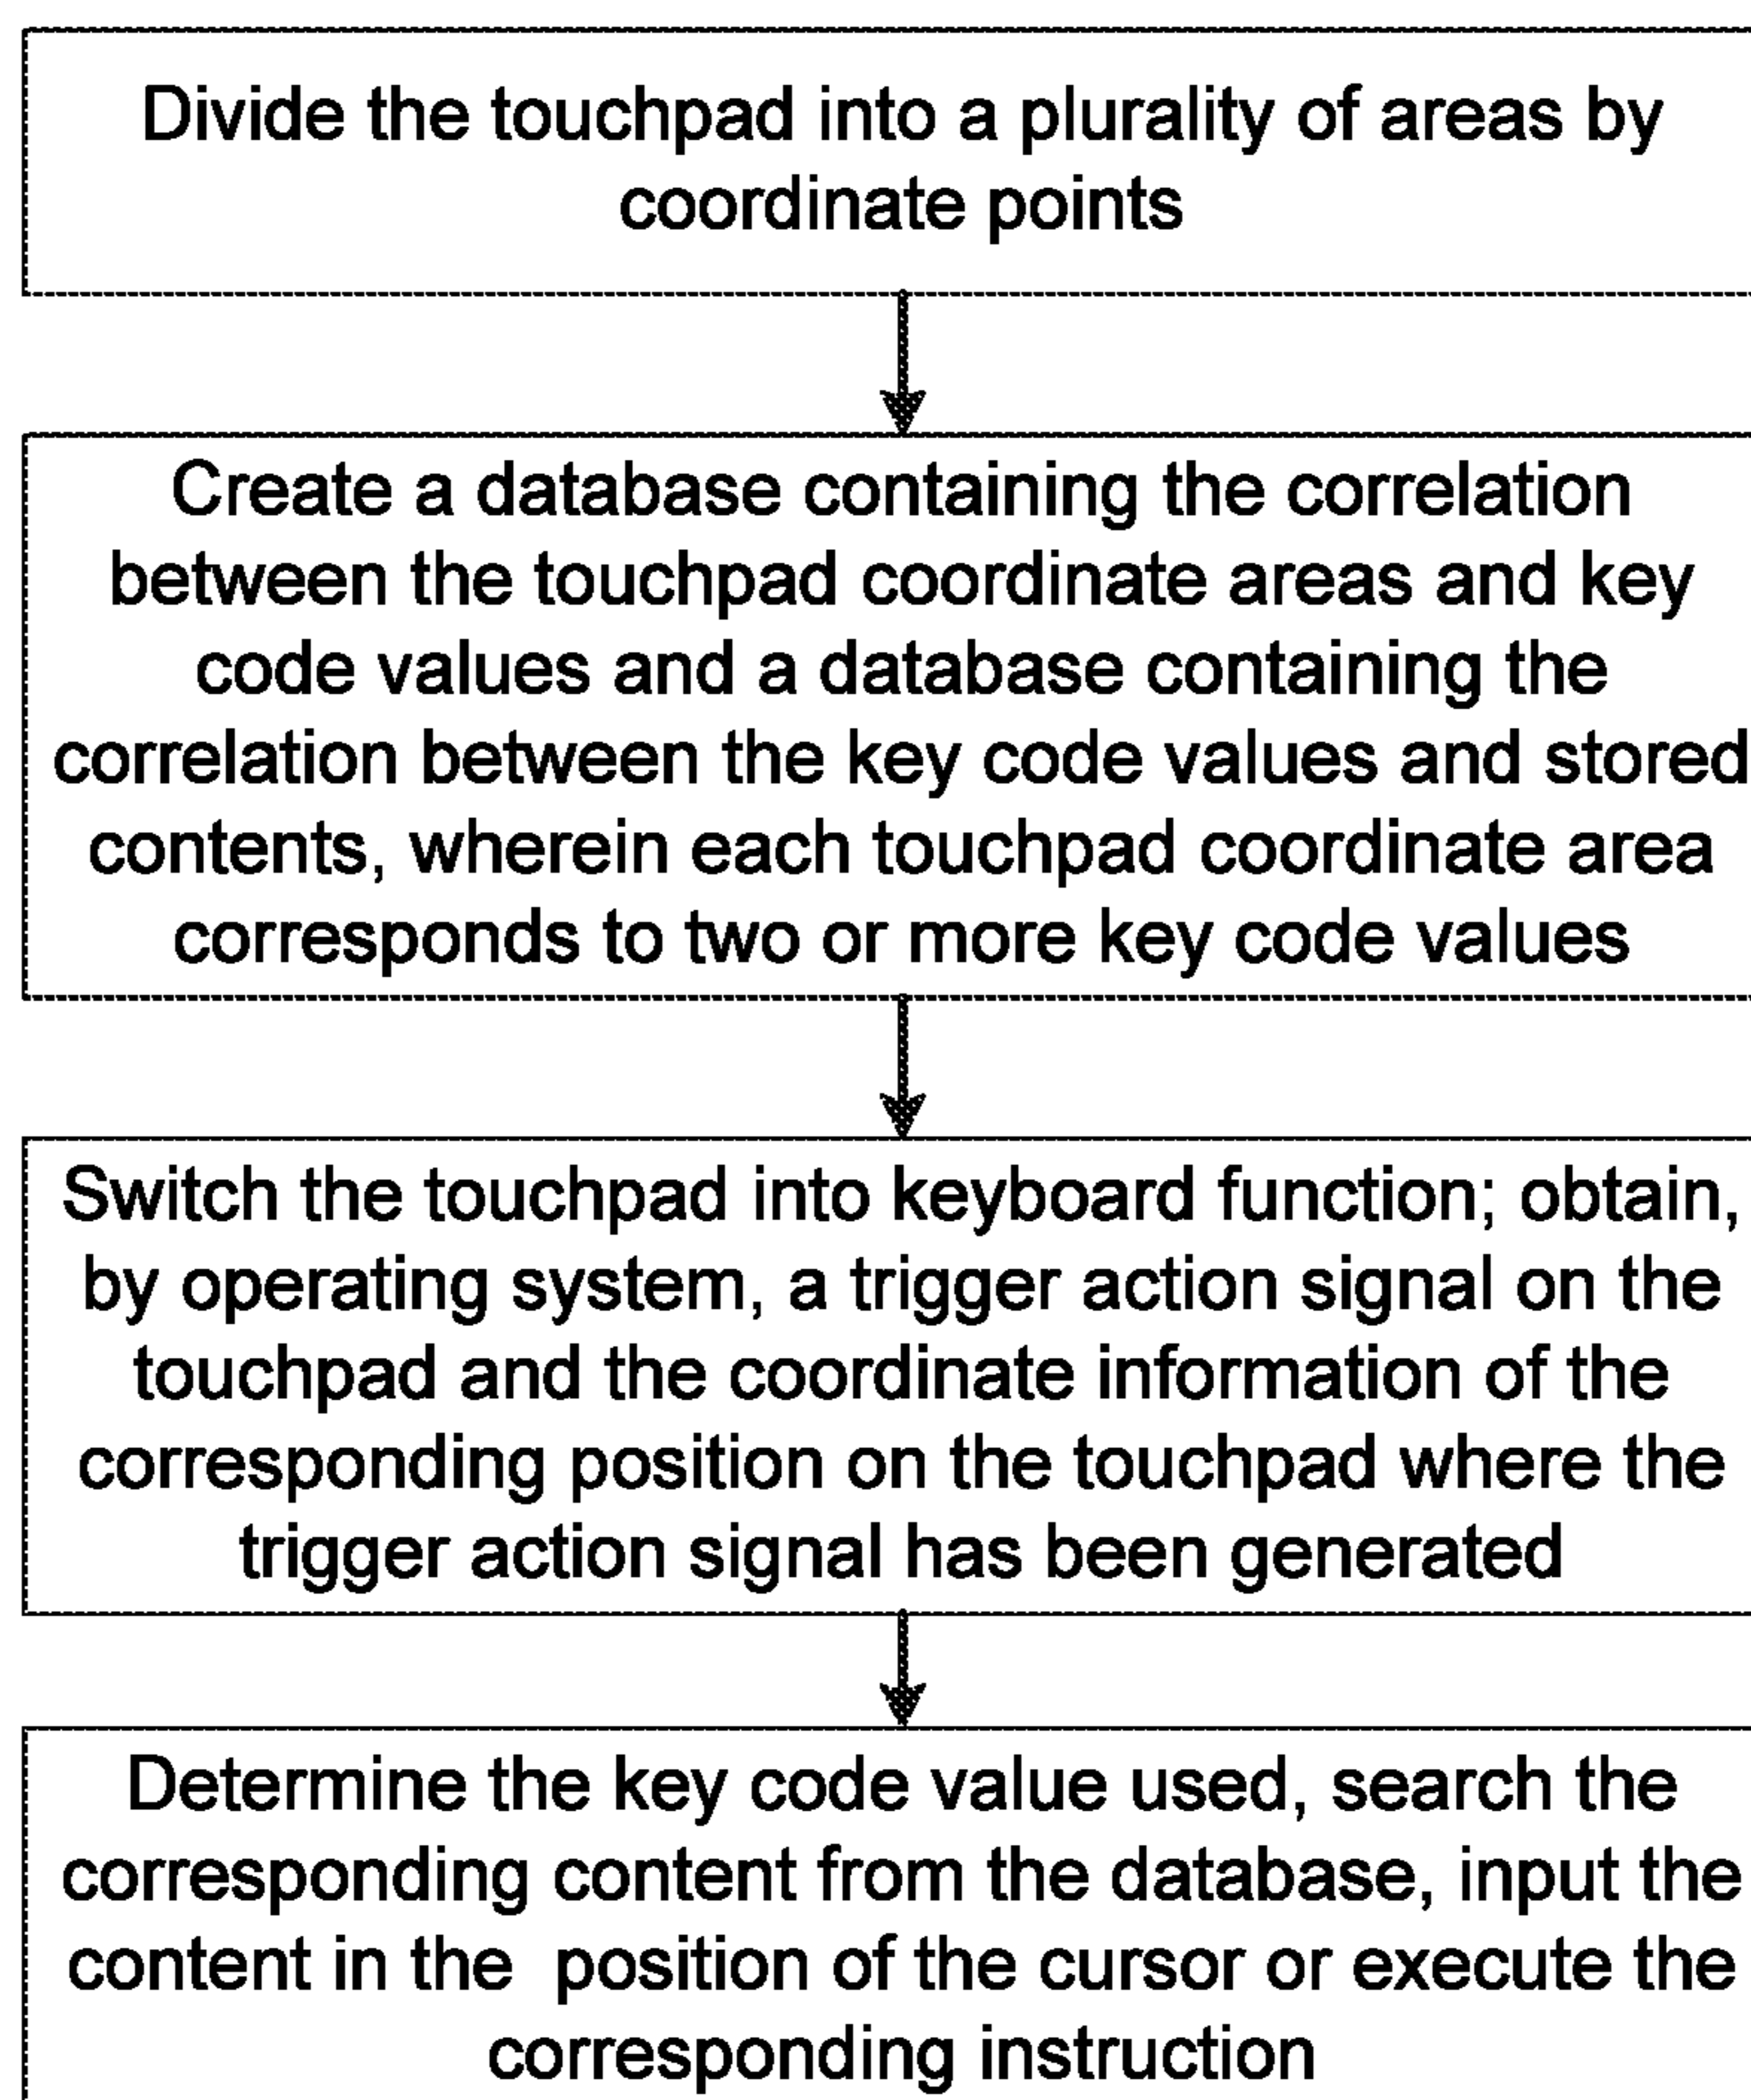 Divide the touchpad into a plurality of areas by
coordinate points
Create a database containing the correlation
between the touchpad coordinate areas and key
code values and a database containing the
correlation between the key code values and stored
contents, wherein each touchpad coordinate area
corresponds to two or more key code values
Switch the touchpad into keyboard function; obtain,
by operating system, a trigger action signal on the
touchpad and the coordinate information of the
corresponding position on the touchpad where the
trigger action signal has been generated
Determine the key code value used, search the
corresponding content from the database, input the
content in the position of the cursor or execute the
corresponding instruction